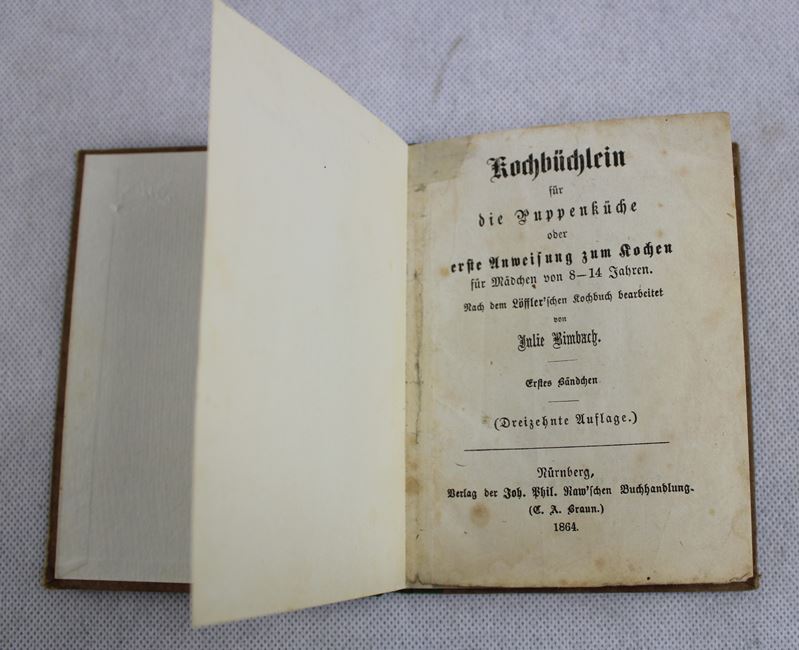 Kochbüchlein
für
die Puppenküche
oder
erste Anweisung zum Kochen
für Mädchen von 8–14 Jahren.
Nach dem Löffler'schen Kochbuch bearbeitet
von
Julie Bimbach.
Erstes Bändchen
(Dreizehnte Auflage.)
Nürnberg,
Verlag der Joh. Phil. Raw'schen Buchhandlung.
(C. A. Braun.)
1864.